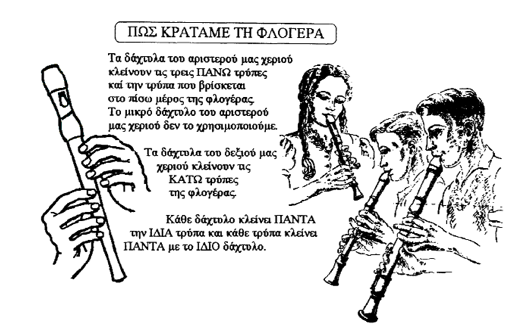 ΠΩΣ ΚΡΑΤΑΜΕ ΤΗ ΦΛΟΓΕΡΑ
Τα δάχτυλα του αριστερού μας χεριού
κλείνουν τις τρεις ΠΑΝΩ τρύπες
καί την τρύπα που βρίσκεται
στο πίσω μέρος της φλογέρας.
Το μικρό δάχτυλο του αριστερού
μας χεριού δεν το χρησιμοποιούμε.
Τα δάχτυλα του δεξιού μας
χεριού κλείνουν τις
ΚΑΤΩ τρύπες
της φλογέρας.
Κάθε δάχτυλο κλείνει ΠΑΝΤΑ
την ΙΔΙΑ τρύπα και κάθε τρύπα κλείνει
ΠΑΝΤΑ με το ΙΔΙΟ δάχτυλο.